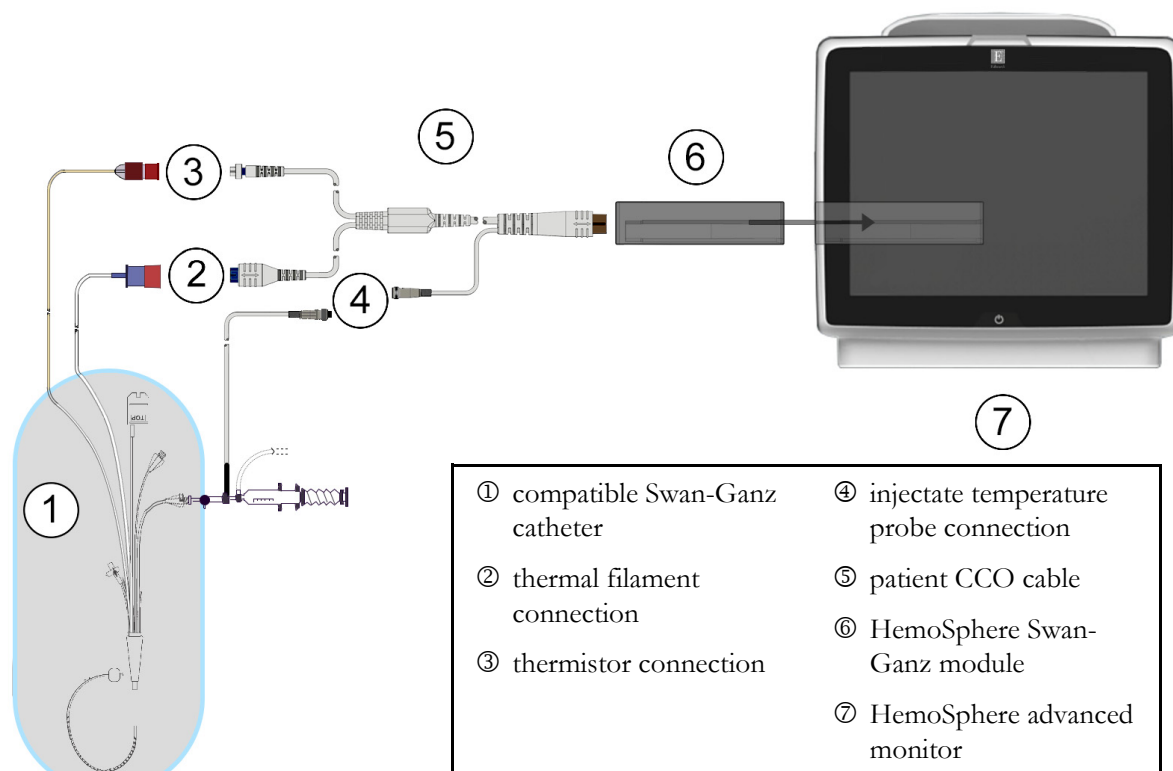 5
3
6
2
4
E
TOP
1
7
① compatible Swan-Ganz
catheter
② thermal filament
connection
③ thermistor connection
④ injectate temperature
probe connection
⑤ patient CCO cable
⑥ HemoSphere Swan-
Ganz module
⑦ HemoSphere advanced
monitor